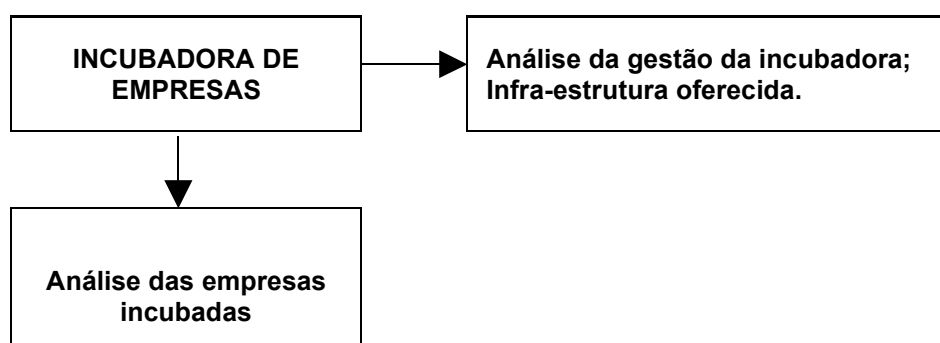 INCUBADORA DE
EMPRESAS
Análise da gestão da incubadora;
Infra-estrutura oferecida.
Análise das empresas
incubadas